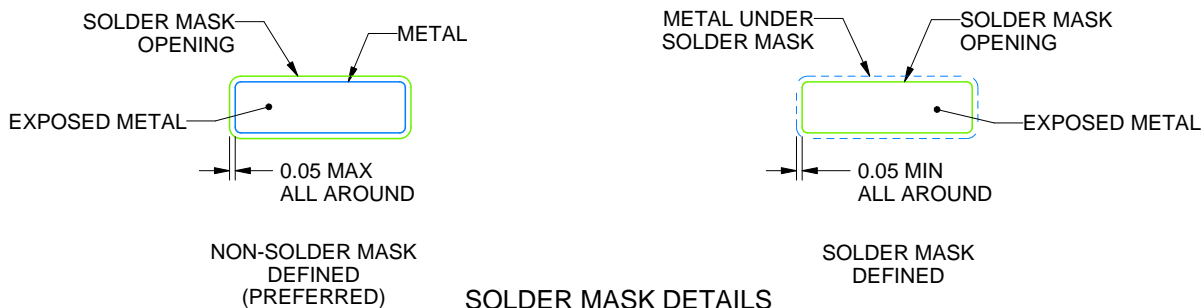 SOLDER MASK
OPENING
METAL
EXPOSED METAL
0.05 MAX
ALL AROUND
NON-SOLDER MASK
DEFINED
(PREFERRED)
METAL UNDER
SOLDER MASK
SOLDER MASK
OPENING
EXPOSED METAL
0.05 MIN
ALL AROUND
SOLDER MASK
DEFINED
SOLDER MASK DETAILS